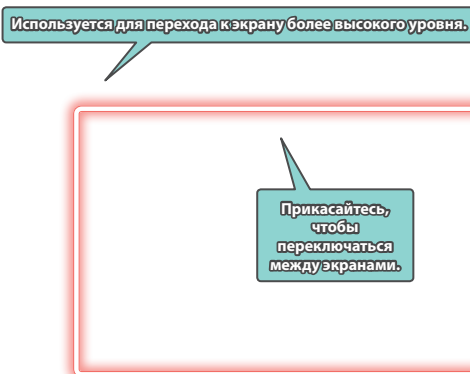 Используется для перехода к экрану более высокого уровня.
Прикасайтесь,
чтобы
переключаться
между экранами.